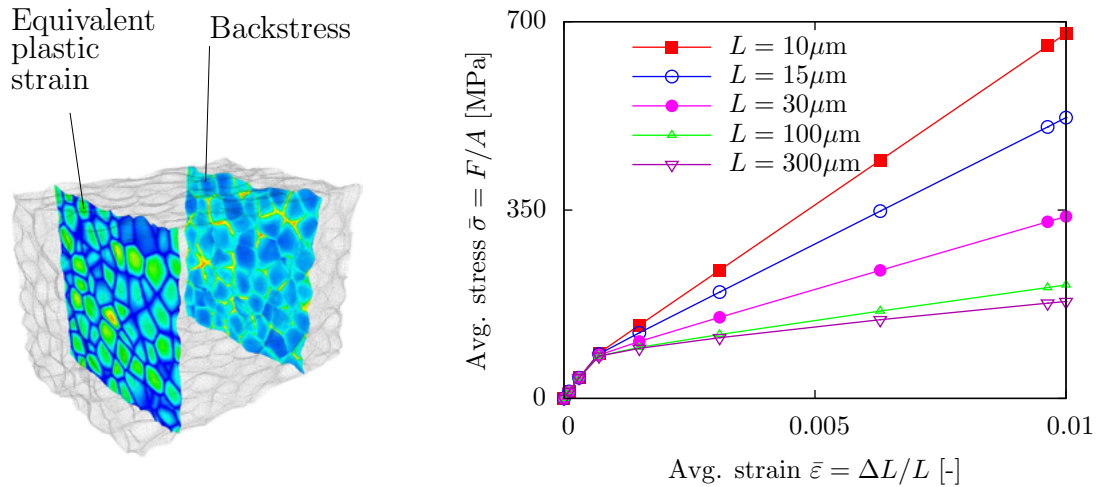 Equivalent
plastic
strain
Backstress
Avg. stress σ̄ = F/A [MPa]
700
350
0
L = 10μm
L = 15μm
L = 30μm
L = 100μm
L = 300μm
0
0.005
0.01
Avg. strain ε̄ = ΔL/L [-]